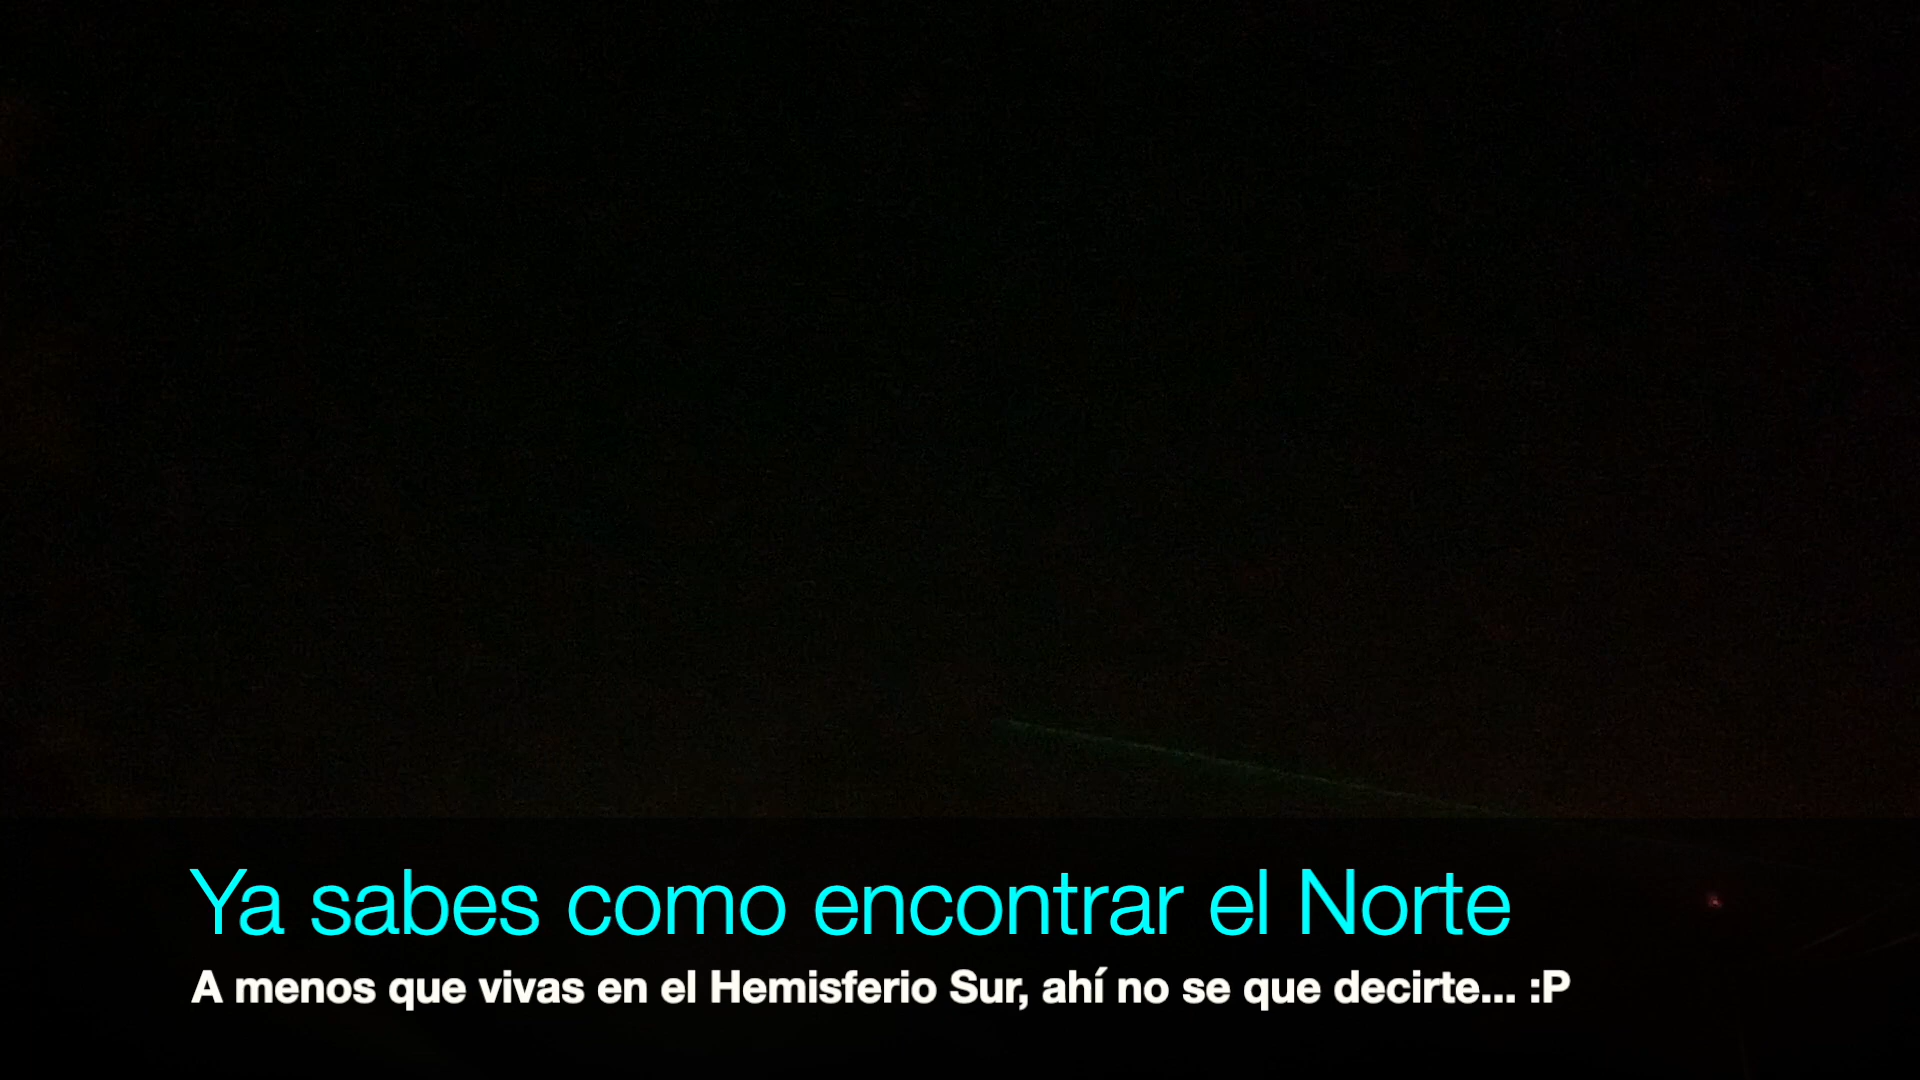 Ya sabes como encontrar el Norte
A menos que vivas en el Hemisferio Sur, ahí no se que decirte... :P